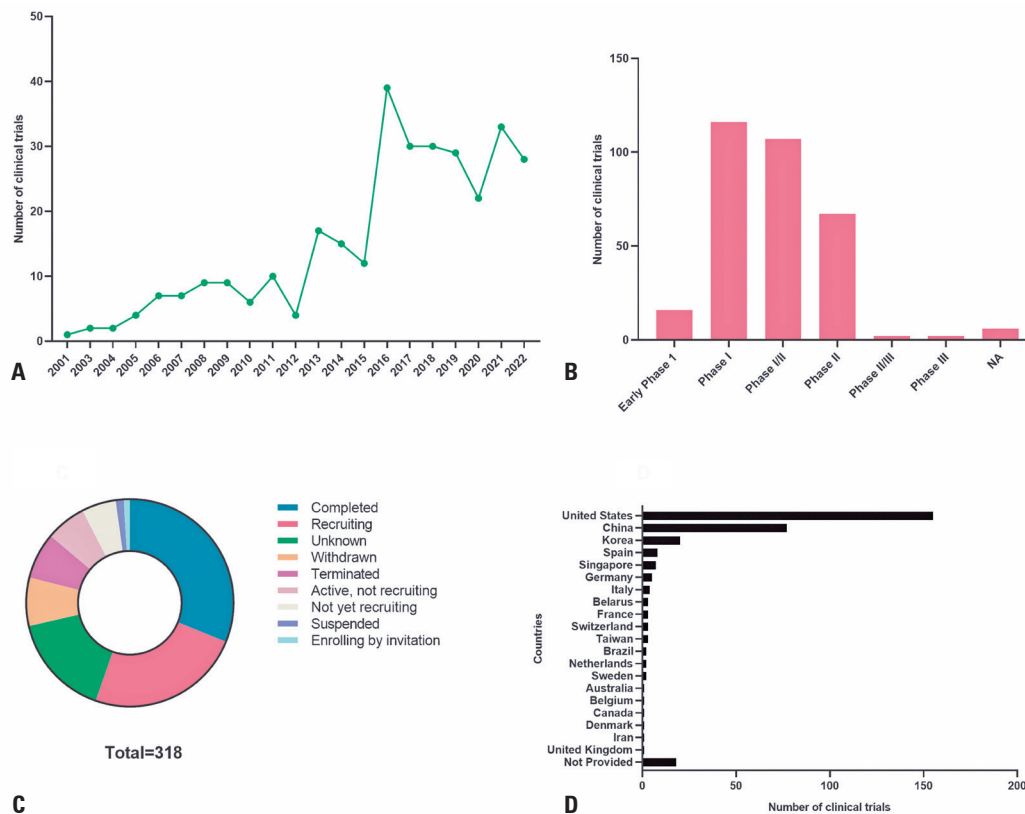 50
40
30
20
10
0
Number of clinical trials
2001
2003
2004
2005
2006
2007
2008
2009
2010
2011
2012
2013
2014
2015
2016
2017
2018
2019
2020
2021
2022
A
150
100
50
0
Number of clinical trials
Early Phase 1
Phase I
Phase I/II
Phase II
Phase II/I/II
Phase III
NA
B
Completed
Recruiting
Unknown
Withdrawn
Terminated
Active, not recruiting
Not yet recruiting
Suspended
Enrolling by invitation
Total=318
C
Countries
United States
China
Korea
Spain
Singapore
Germany
Italy
Belarus
France
Switzerland
Taiwan
Brazil
Netherlands
Sweden
Australia
Belgium
Canada
Denmark
Iran
United Kingdom
Not Provided
0 50 100 150 200
Number of clinical trials
D